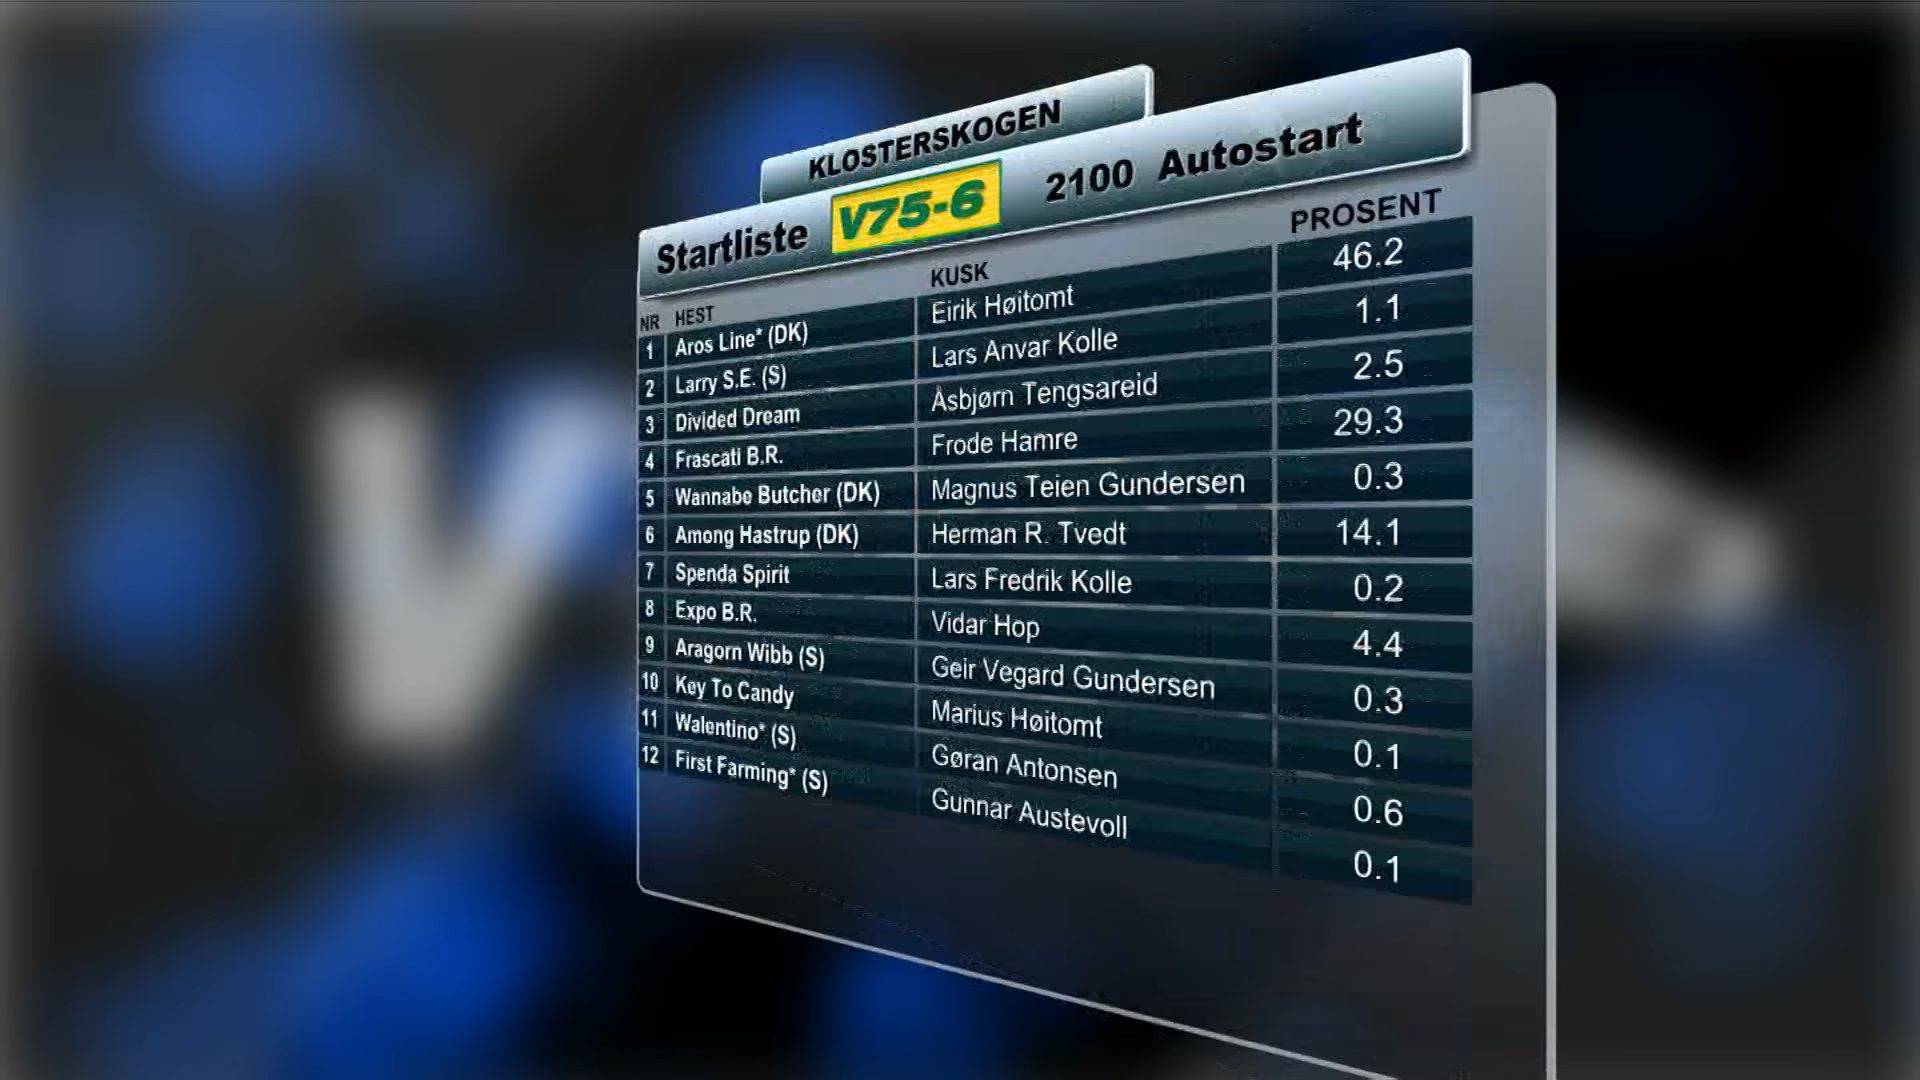 KLOSTERSKOGEN
Startliste V75-6 2100 Autostart
NR HEST KUSK PROSENT
1 Aros Line* (DK) Eirik Høitomt 46.2
2 Larry S.E. (S) Lars Anvar Kolle 1.1
3 Divided Dream Åsbjørn Tengsareid 2.5
4 Frascati B.R. Frode Hamre 29.3
5 Wannabe Butcher (DK) Magnus Teien Gundersen 0.3
6 Among Hastrup (DK) Herman R. Tvedt 14.1
7 Spenda Spirit Lars Fredrik Kolle 0.2
8 Expo B.R. Vidar Hop 4.4
9 Aragorn Wibb (S) Geir Vegard Gundersen 0.3
10 Key To Candy Marius Høitomt 0.1
11 Walentino* (S) Gøran Antonsen 0.6
12 First Farming* (S) Gunnar Austevoll 0.1